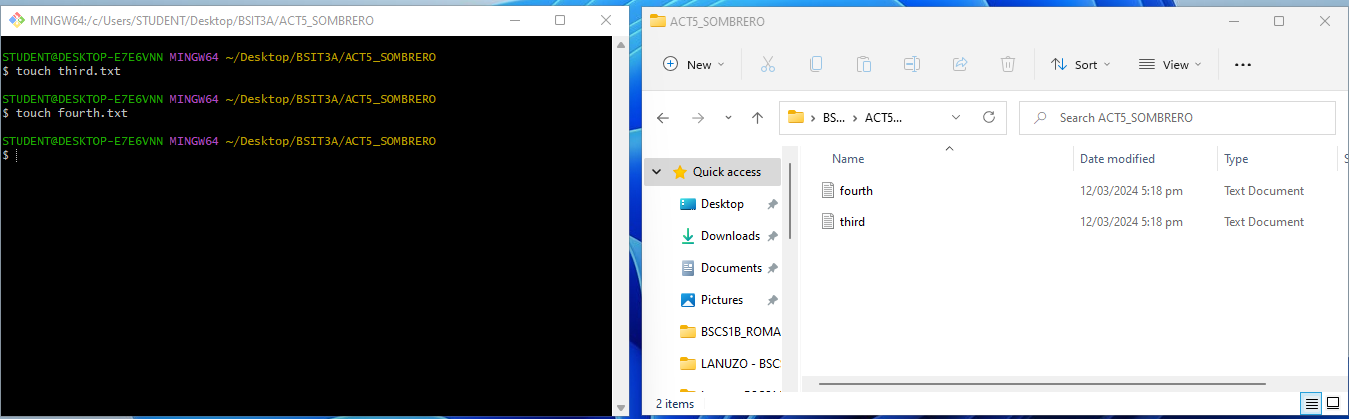 MINGW64:/c/Users/STUDENT/Desktop/BSIT3A/ACT5_SOMBRERO
STUDENT@DESKTOP-E7E6VNN MINGW64 ~/Desktop/BSIT3A/ACT5_SOMBRERO
$ touch third.txt
STUDENT@DESKTOP-E7E6VNN MINGW64 ~/Desktop/BSIT3A/ACT5_SOMBRERO
$ touch fourth.txt
STUDENT@DESKTOP-E7E6VNN MINGW64 ~/Desktop/BSIT3A/ACT5_SOMBRERO
$
ACT5_SOMBRERO
New Sort View
BS... ACT5... Search ACT5_SOMBRERO
Quick access
Desktop
Downloads
Documents
Pictures
BSCS1B_ROMA
LANUZO - BSC
Name Date modified Type S
fourth 12/03/2024 5:18 pm Text Document
third 12/03/2024 5:18 pm Text Document
2 items